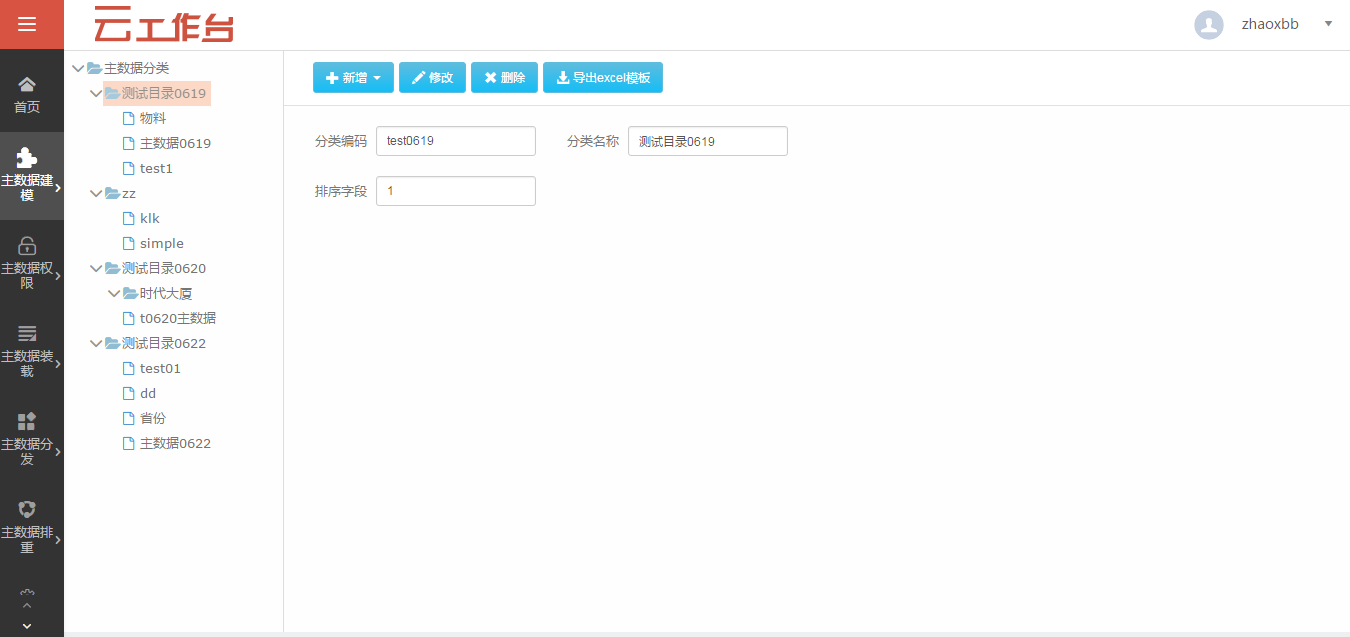 云工作台
zhaoxbb
首页
主数据建
模
主数据权
限
主数据装
载
主数据分
发
主数据排
重
主数据分类
测试目录0619
物料
主数据0619
test1
zz
klk
simple
测试目录0620
时代大厦
t0620主数据
测试目录0622
test01
dd
省份
主数据0622
新增
修改
删除
导出excel模板
分类编码 test0619
分类名称 测试目录0619
排序字段 1